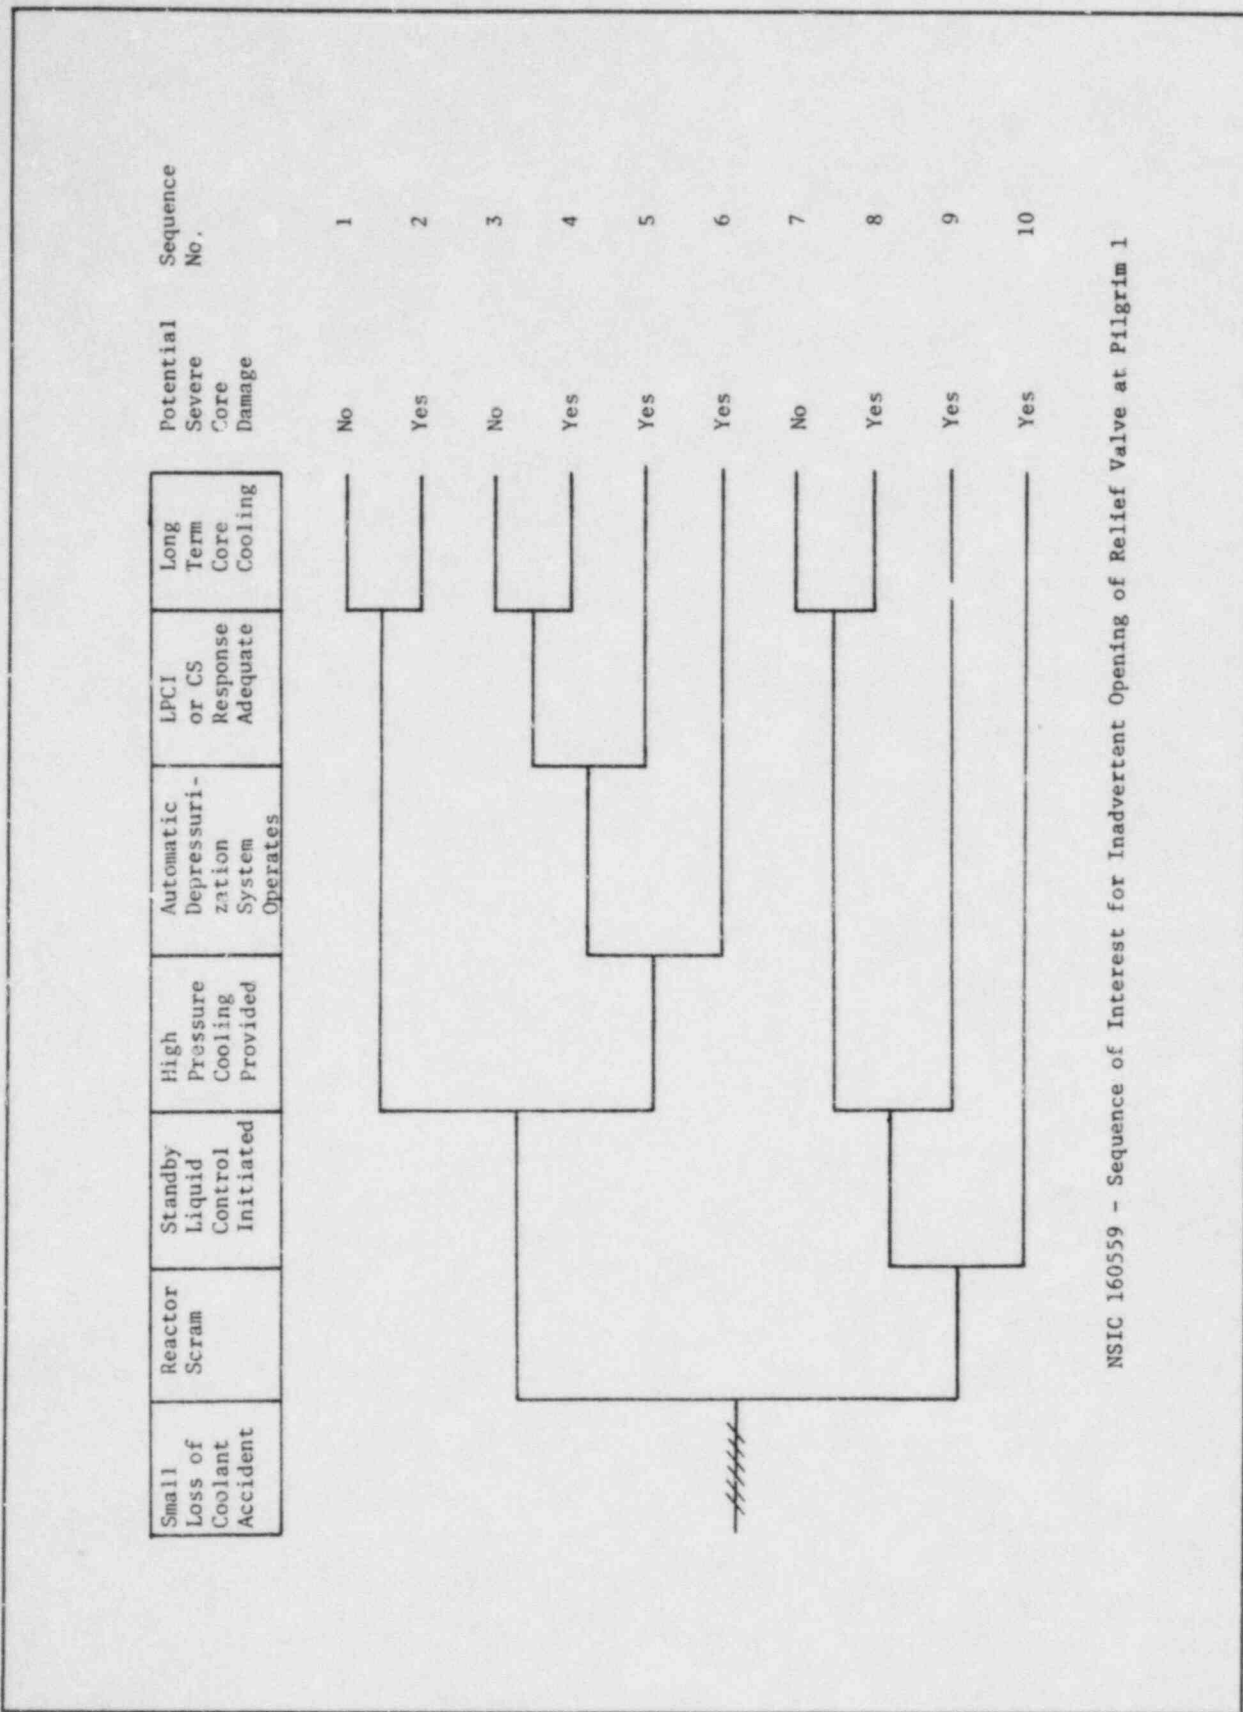 Small
Loss of
Coolant
Accident
Reactor
Scram
Standby
Liquid
Control
Initiated
High
Pressure
Cooling
Provided
Automatic
Depressuri-
zation
System
Operates
LPCI
or CS
Response
Adequate
Long
Term
Core
Cooling
Potential
Severe
Core
Damage
Sequence
No.
No 1
Yes 2
No 3
Yes 4
Yes 5
Yes 6
No 7
Yes 8
Yes 9
Yes 10
NSIC 160559 - Sequence of Interest for Inadvertent Opening of Relief Valve at Pilgrim 1